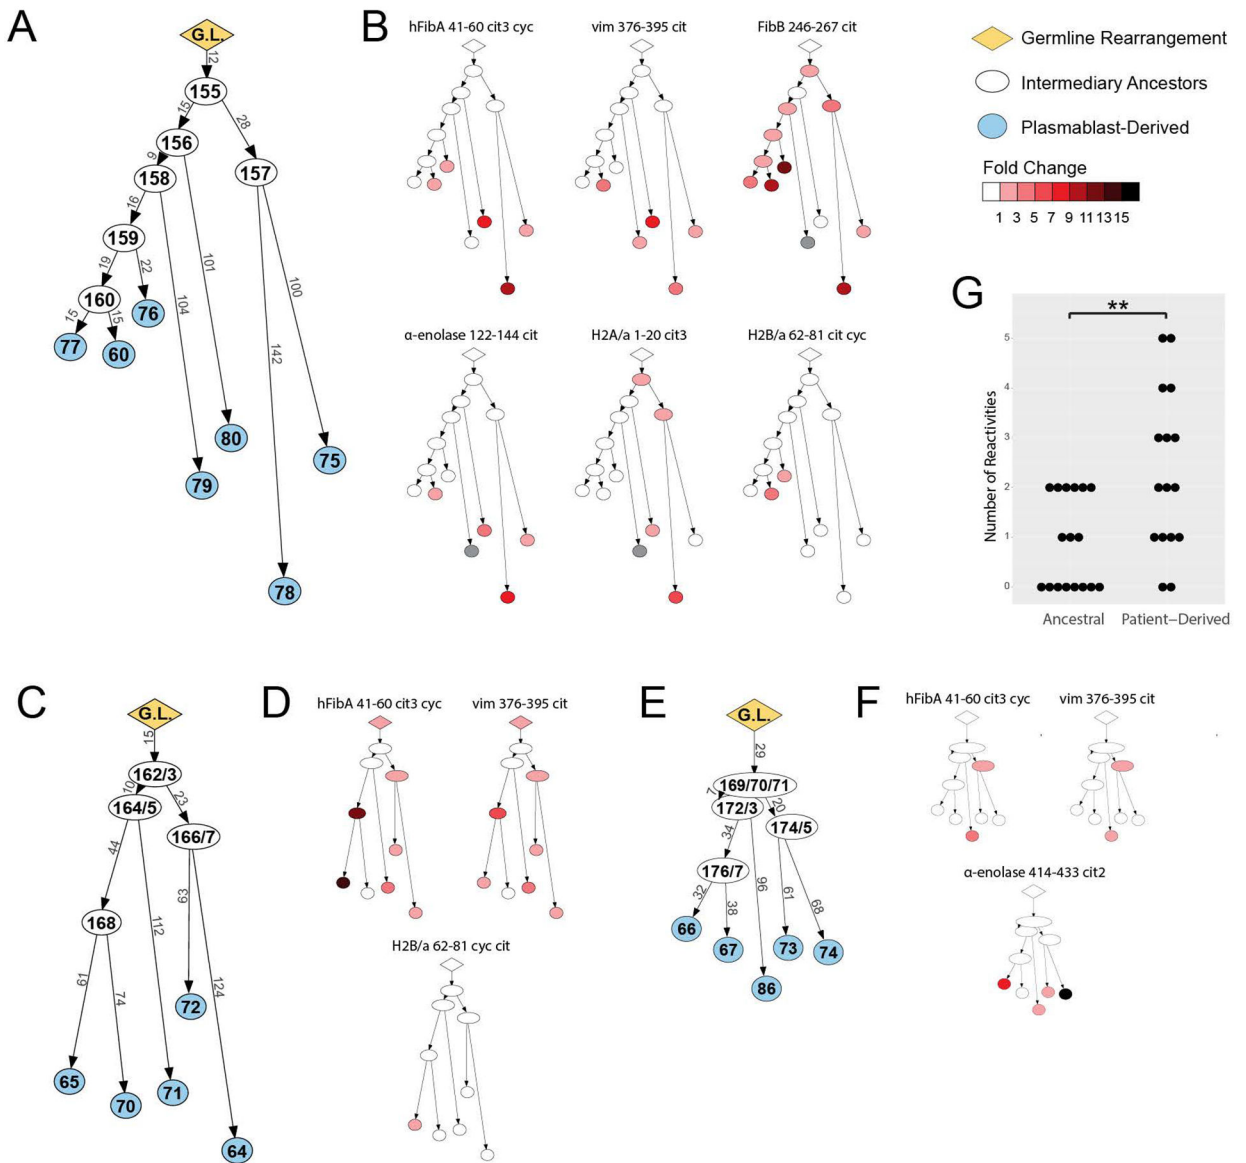 A
G.L.
12
155
15
28
156
157
9
158
16
101
159
19
22
104
100
160
76
15
15
142
77
60
80
75
79
78
B
hFibA 41-60 cit3 cyc
vim 376-395 cit
FibB 246-267 cit
α-enolase 122-144 cit
H2A/a 1-20 cit3
H2B/a 62-81 cit cyc
Germline Rearrangement
Intermediary Ancestors
Plasmablast-Derived
Fold Change
1 3 5 7 9 11 13 15
G
**
Number of Reactivities
5
4
3
2
1
0
Ancestral Patient-Derived
C
G.L.
15
162/3
10
23
164/5
166/7
44
63
168
112
124
61
74
72
65
70
71
64
D
hFibA 41-60 cit3 cyc
vim 376-395 cit
H2B/a 62-81 cyc cit
E
G.L.
29
169/70/71
7
20
172/3
174/5
34
176/7
96
61
68
32
38
66
67
73
74
86
F
hFibA 41-60 cit3 cyc
vim 376-395 cit
α-enolase 414-433 cit2